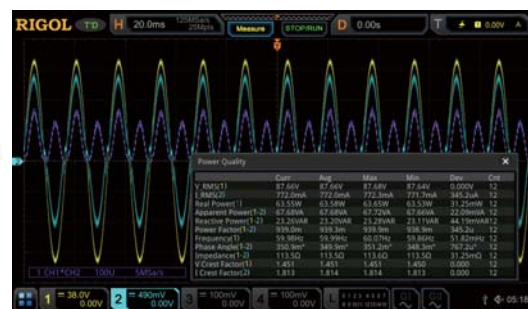 RIGOL T'D H 20.0ms 125MSa/s 25Mpts Measure STOP/RUN D 0.00s T 0.00V A
Power Quality
Curr Avg Max Min Dev Cnt
V_RMS(1) 87.66V 87.66V 87.68V 87.64V 0.000V 12
I_RMS(2) 772.0mA 772.0mA 772.3mA 771.7mA 345.2uA 12
Real Power(1) 63.55W 63.58W 63.65W 63.53W 31.25mW 12
Apparent Power(1-2) 67.68VA 67.68VA 67.72VA 67.66VA 22.09mVA 12
Reactive Power(1-2) 23.26VAR 23.20VAR 23.28VAR 23.11VAR 44.19mVAR 12
Power Factor(1-2) 939.0m 939.3m 939.9m 938.9m 345.2u 12
Frequency(1) 59.98Hz 59.99Hz 60.07Hz 59.86Hz 51.82mHz 12
Phase Angle(1-2) 350.9m° 349.9m° 351.2m° 348.3m° 767.2u° 12
Impedance(1-2) 113.5Ω 113.5Ω 113.6Ω 113.5Ω 31.25mΩ 12
V Crest Factor(1) 1.451 1.451 1.451 1.450 0.000 12
I Crest Factor(2) 1.813 1.814 1.814 1.813 0.000 12
1 CH1*CH2 100U 5MSa/s
1 = 38.0V 0.00V 2 = 490mV 0.00V 3 = 100mV 0.00V 4 = 100mV 0.00V L GI GII 05:18